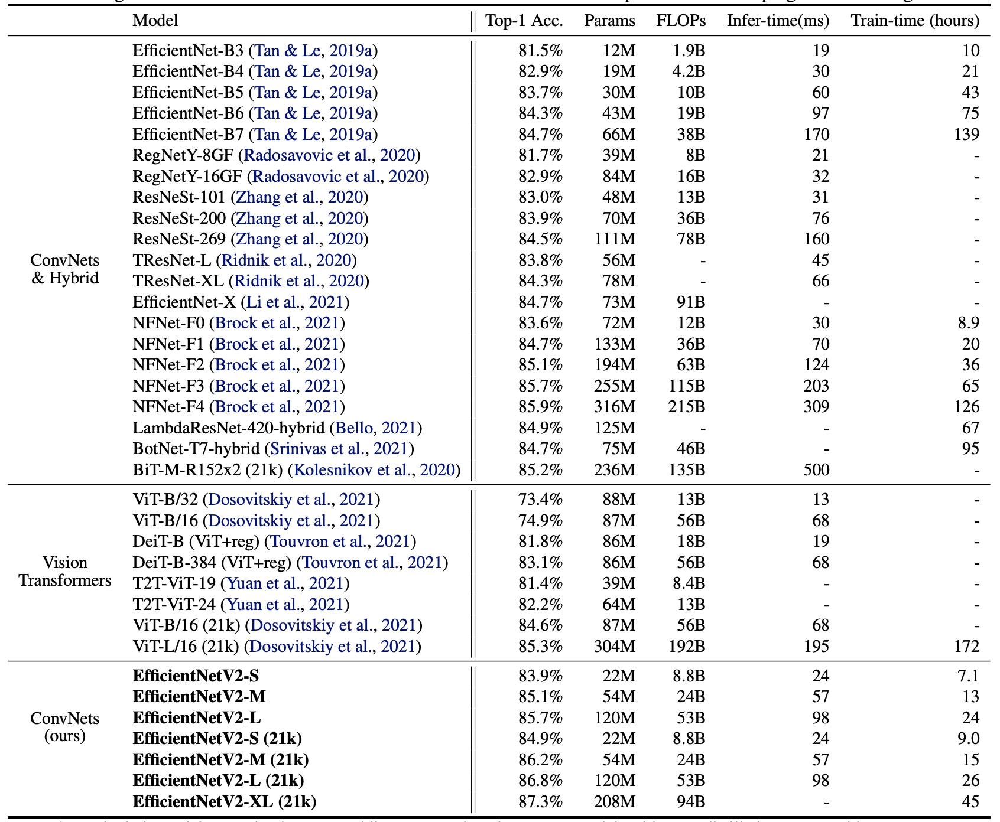 Model Top-1 Acc. Params FLOPs Infer-time(ms) Train-time (hours)
EfficientNet-B3 (Tan & Le, 2019a) 81.5% 12M 1.9B 19 10
EfficientNet-B4 (Tan & Le, 2019a) 82.9% 19M 4.2B 30 21
EfficientNet-B5 (Tan & Le, 2019a) 83.7% 30M 10B 60 43
EfficientNet-B6 (Tan & Le, 2019a) 84.3% 43M 19B 97 75
EfficientNet-B7 (Tan & Le, 2019a) 84.7% 66M 38B 170 139
RegNetY-8GF (Radosavovic et al., 2020) 81.7% 39M 8B 21 -
RegNetY-16GF (Radosavovic et al., 2020) 82.9% 84M 16B 32 -
ResNeSt-101 (Zhang et al., 2020) 83.0% 48M 13B 31 -
ResNeSt-200 (Zhang et al., 2020) 83.9% 70M 36B 76 -
ResNeSt-269 (Zhang et al., 2020) 84.5% 111M 78B 160 -
ConvNets TResNet-L (Ridnik et al., 2020) 83.8% 56M - 45 -
& Hybrid TResNet-XL (Ridnik et al., 2020) 84.3% 78M - 66 -
EfficientNet-X (Li et al., 2021) 84.7% 73M 91B - -
NFNet-F0 (Brock et al., 2021) 83.6% 72M 12B 30 8.9
NFNet-F1 (Brock et al., 2021) 84.7% 133M 36B 70 20
NFNet-F2 (Brock et al., 2021) 85.1% 194M 63B 124 36
NFNet-F3 (Brock et al., 2021) 85.7% 255M 115B 203 65
NFNet-F4 (Brock et al., 2021) 85.9% 316M 215B 309 126
LambdaResNet-420-hybrid (Bello, 2021) 84.9% 125M - - 67
BotNet-T7-hybrid (Srinivas et al., 2021) 84.7% 75M 46B - 95
BiT-M-R152x2 (21k) (Kolesnikov et al., 2020) 85.2% 236M 135B 500 -
ViT-B/32 (Dosovitskiy et al., 2021) 73.4% 88M 13B 13 -
ViT-B/16 (Dosovitskiy et al., 2021) 74.9% 87M 56B 68 -
DeiT-B (ViT+reg) (Touvron et al., 2021) 81.8% 86M 18B 19 -
Vision DeiT-B-384 (ViT+reg) (Touvron et al., 2021) 83.1% 86M 56B 68 -
Transformers T2T-ViT-19 (Yuan et al., 2021) 81.4% 39M 8.4B - -
T2T-ViT-24 (Yuan et al., 2021) 82.2% 64M 13B - -
ViT-B/16 (21k) (Dosovitskiy et al., 2021) 84.6% 87M 56B 68 -
ViT-L/16 (21k) (Dosovitskiy et al., 2021) 85.3% 304M 192B 195 172
EfficientNetV2-S 83.9% 22M 8.8B 24 7.1
EfficientNetV2-M 85.1% 54M 24B 57 13
ConvNets EfficientNetV2-L 85.7% 120M 53B 98 24
(ours) EfficientNetV2-S (21k) 84.9% 22M 8.8B 24 9.0
EfficientNetV2-M (21k) 86.2% 54M 24B 57 15
EfficientNetV2-L (21k) 86.8% 120M 53B 98 26
EfficientNetV2-XL (21k) 87.3% 208M 94B - 45